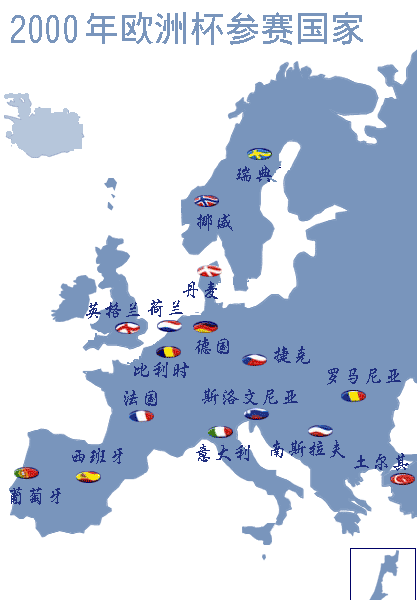 2000年欧洲杯参赛国家
瑞典
挪威
丹麦
英格兰
荷兰
德国
比利时
捷克
法国
斯洛文尼亚
罗马尼亚
西班牙
意大利
南斯拉夫
土尔其
葡萄牙